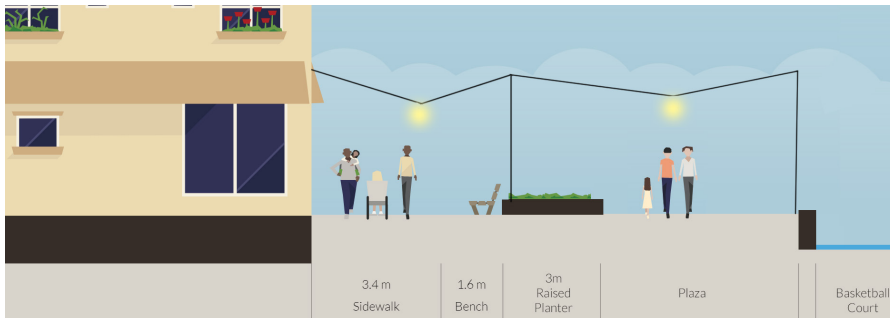 3.4 m
Sidewalk
1.6 m
Bench
3m
Raised
Planter
Plaza
Basketball
Court